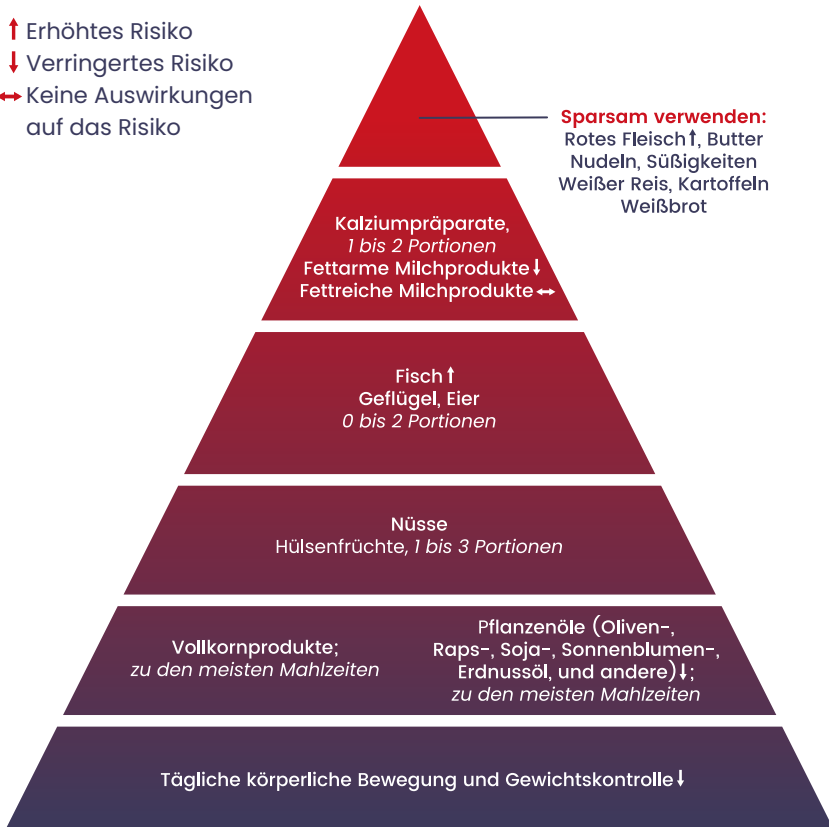 ↑ Erhöhtes Risiko
↓ Verringertes Risiko
↔ Keine Auswirkungen
auf das Risiko
Sparsam verwenden:
Rotes Fleisch↑, Butter
Nudeln, Süßigkeiten
Weißer Reis, Kartoffeln
Weißbrot
Kalziumpräparate,
1 bis 2 Portionen
Fettarme Milchprodukte↓
Fettreiche Milchprodukte↔
Fisch↑
Geflügel, Eier
0 bis 2 Portionen
Nüsse
Hülsenfrüchte, 1 bis 3 Portionen
Vollkornprodukte;
zu den meisten Mahlzeiten
Pflanzenöle (Oliven-,
Raps-, Soja-, Sonnenblumen-,
Erdnussöl, und andere)↓;
zu den meisten Mahlzeiten
Tägliche körperliche Bewegung und Gewichtskontrolle↓